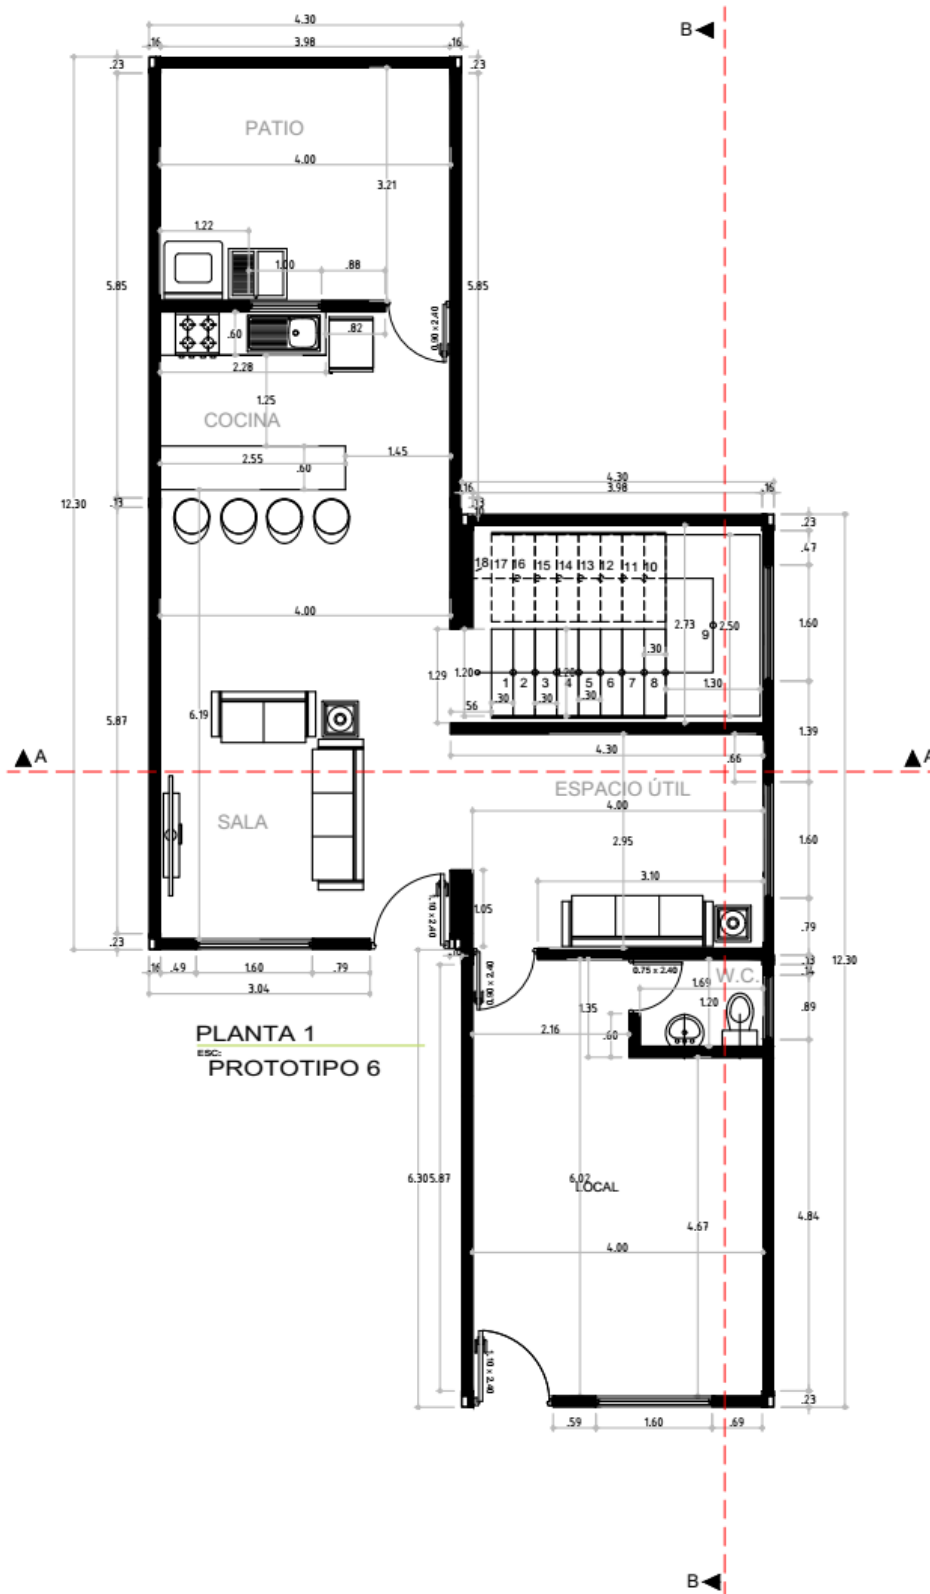 4.30
B
.16 3.98 .16
.23 .23
PATIO
4.00
3.21
1.22
1.00 .88
5.85 5.85
0.90 x 2.40
.60 .82
2.28
1.25
COCINA
1.45
2.55 .60
4.30
.16 3.98 .16
12.30 .13 .13
.10
.23
.47
18 17 16 15 14 13 12 11 10
4.00
2.73 9 2.50 1.60
.30
1.29 1.20 1.20
1 2 3 4 5 6 7 8
.30 .30 .30 1.30
.56
5.87 6.19
1.39
A 4.30 .66 A
ESPACIO ÚTIL
4.00
SALA
2.95 1.60
3.10
1.10 x 2.40 1.05
.79
.23
.10
.13 12.30
.14
.16 .49 1.60 .79
0.90 x 2.40 0.75 x 2.40 W.C.
3.04 1.69
1.35 1.20 .89
2.16 .60
PLANTA 1
ESC:
PROTOTIPO 6
6.30 5.87 6.02
LOCAL
4.84
4.67
4.00
1.10 x 2.40
.23
.59 1.60 .69
B